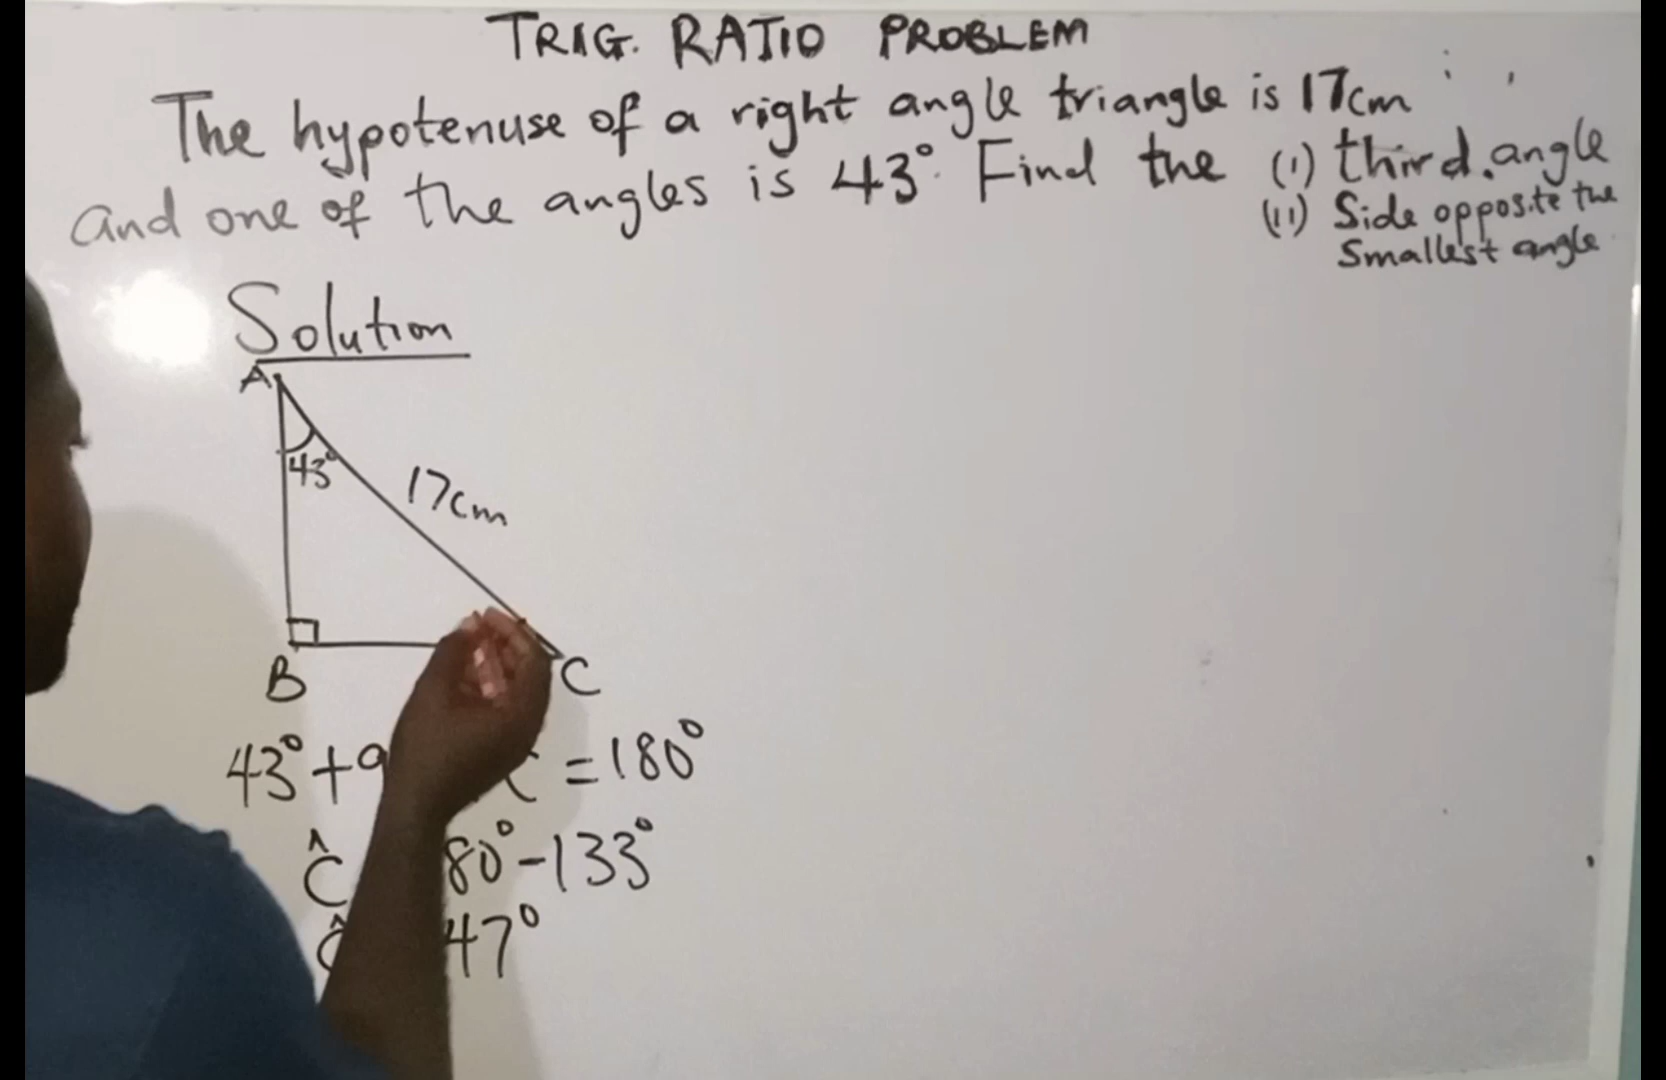 TRIG. RATIO PROBLEM
The hypotenuse of a right angle triangle is 17cm
and one of the angles is 43°. Find the (i) third angle
(ii) Side opposite the
smallest angle
Solution
A
43°
17cm
B
C
43° + 9 = 180°
Ĉ 80° - 133°
47°